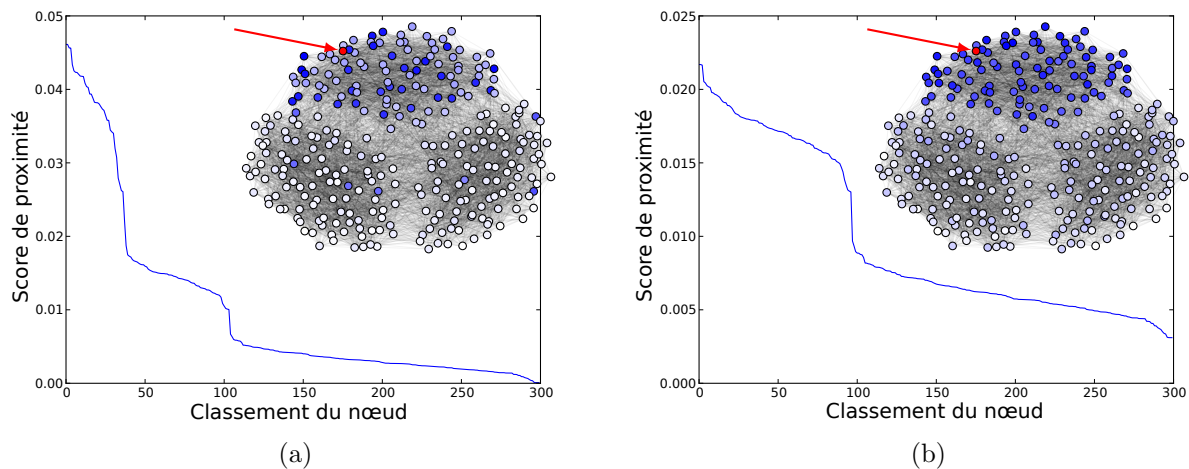 0.05
0.04
0.03
0.02
0.01
0.00
Score de proximité
0 50 100 150 200 250 300
Classement du nœud
(a)
0.025
0.020
0.015
0.010
0.005
0.000
Score de proximité
0 50 100 150 200 250 300
Classement du nœud
(b)